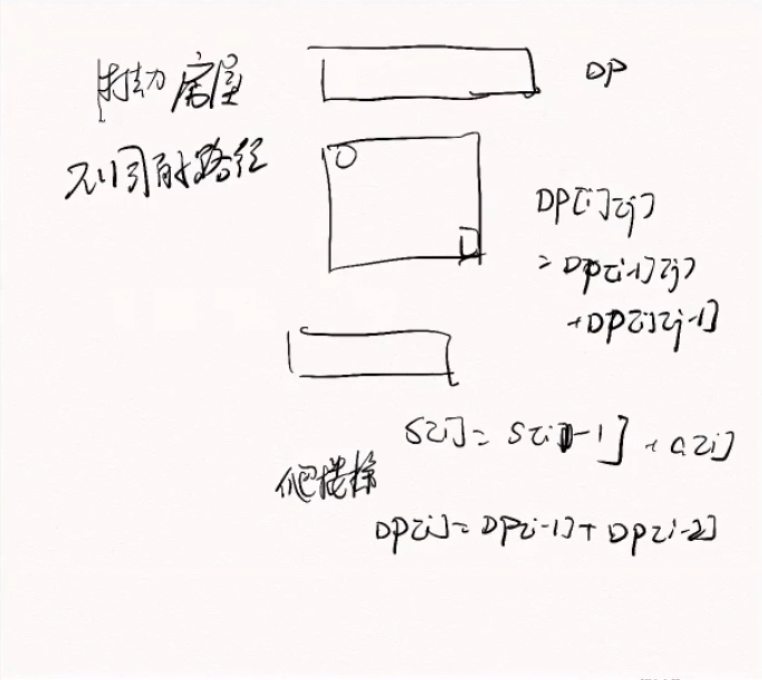 打劫房屋
DP
不同的路径
DP[i][j]
= DP[i-1][j]
+DP[i][j-1]
S[i] = S[i-1] + a[i]
爬楼梯
DP[i] = DP[i-1] + DP[i-2]